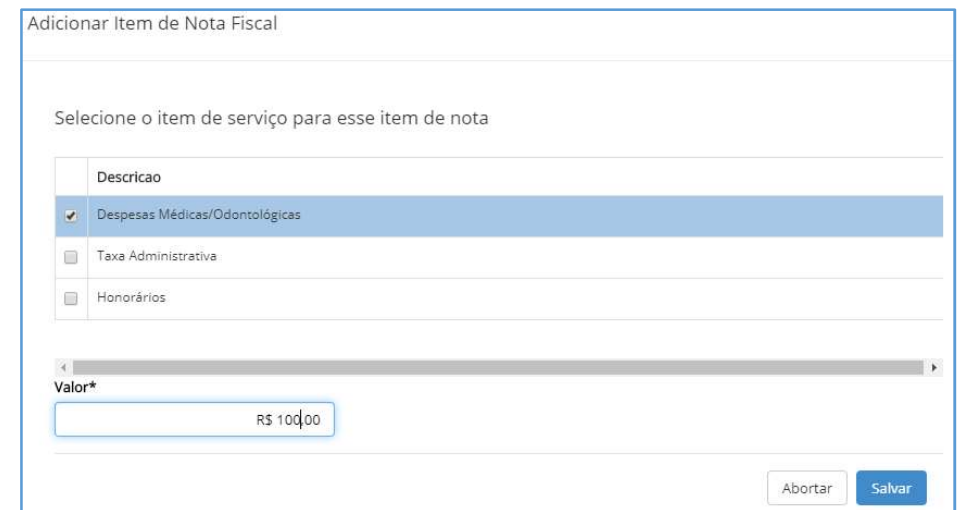 Adicionar Item de Nota Fiscal
Selecione o item de serviço para esse item de nota
Descricao
Despesas Médicas/Odontológicas
Taxa Administrativa
Honorários
Valor*
R$ 100,00
Abortar Salvar